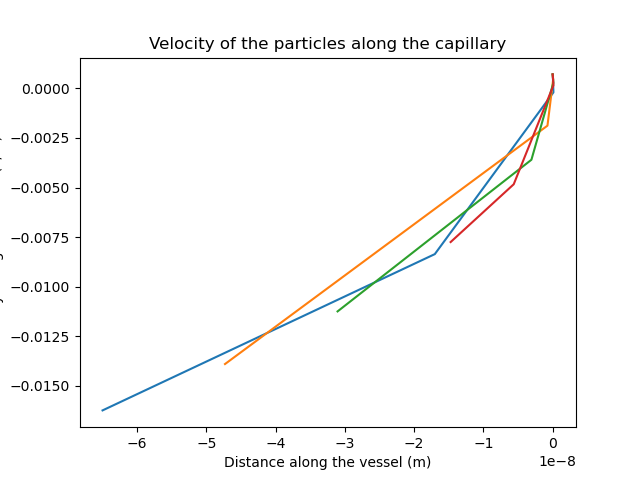 Velocity of the particles along the capillary
0.0000
−0.0025
−0.0050
−0.0075
−0.0100
−0.0125
−0.0150
−6 −5 −4 −3 −2 −1 0
1e−8
Distance along the vessel (m)